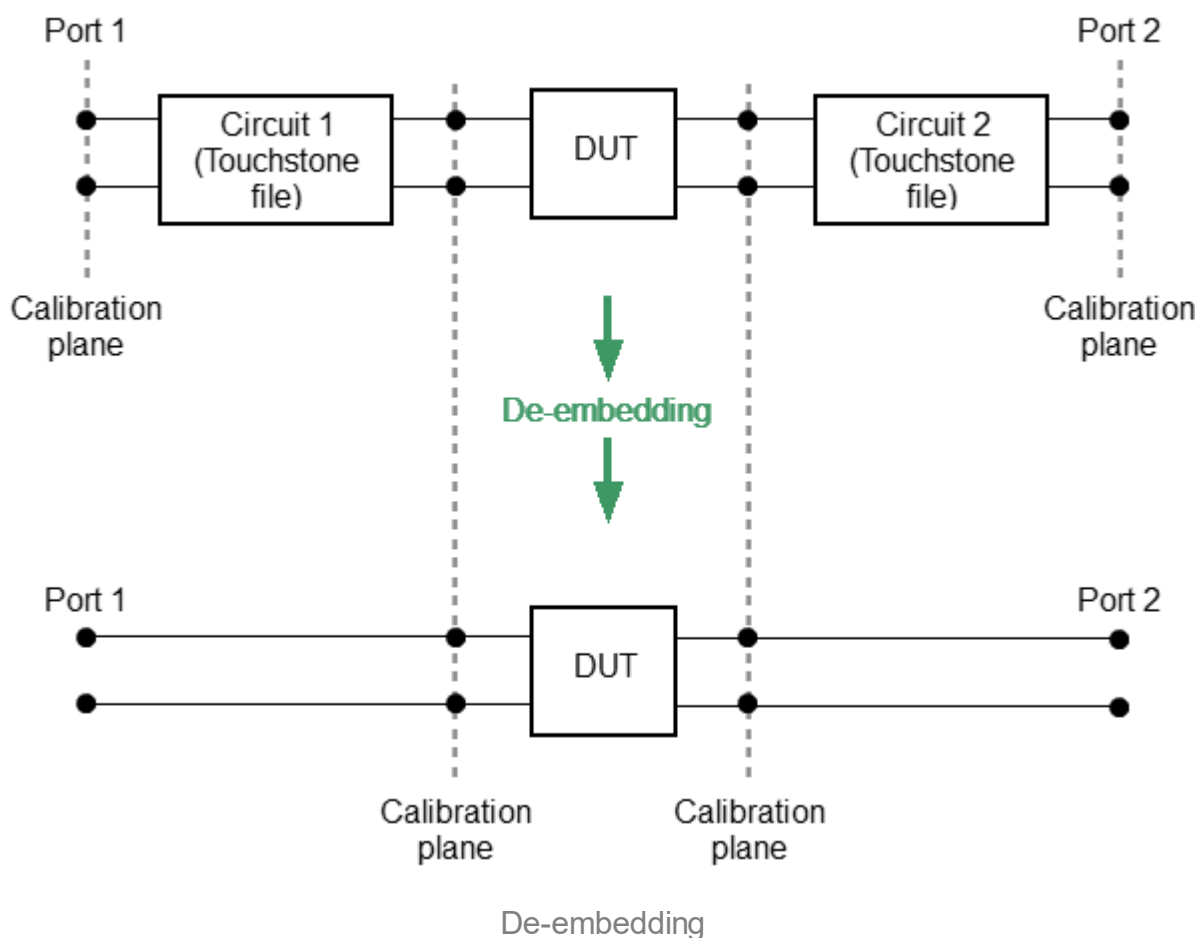 Port 1
Port 2
Circuit 1
(Touchstone
file)
DUT
Circuit 2
(Touchstone
file)
Calibration
plane
Calibration
plane
De-embedding
Port 1
Port 2
DUT
Calibration
plane
Calibration
plane
De-embedding